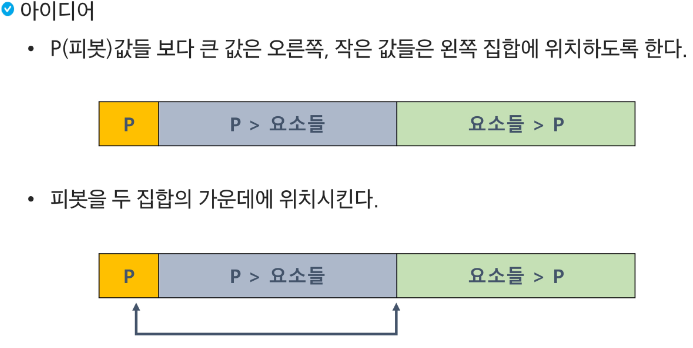 아이디어
• P(피봇)값들 보다 큰 값은 오른쪽, 작은 값들은 왼쪽 집합에 위치하도록 한다.
P P > 요소들 요소들 > P
• 피봇을 두 집합의 가운데에 위치시킨다.
P P > 요소들 요소들 > P